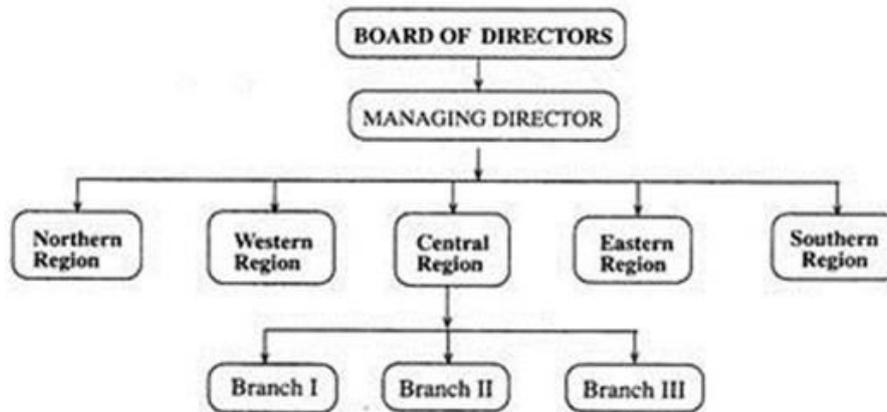 BOARD OF DIRECTORS
MANAGING DIRECTOR
Northern
Region
Western
Region
Central
Region
Eastern
Region
Southern
Region
Branch I
Branch II
Branch III